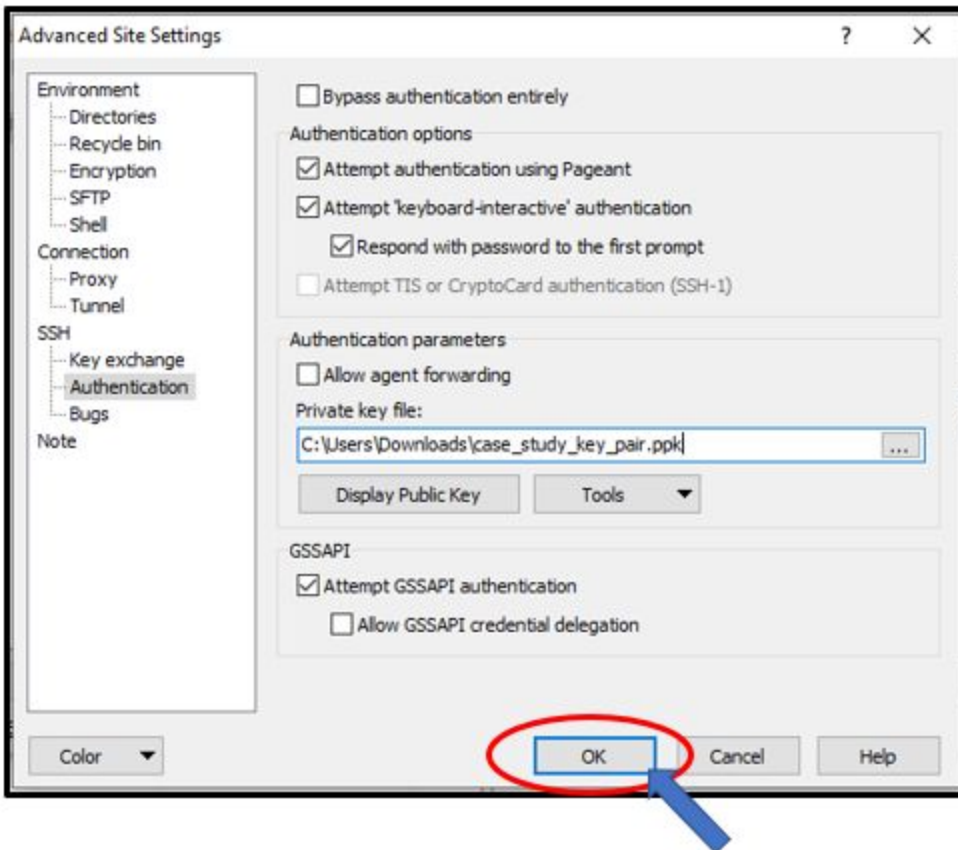 Advanced Site Settings
?
Environment
Directories
Recycle bin
Encryption
SFTP
Shell
Connection
Proxy
Tunnel
SSH
Key exchange
Authentication
Bugs
Note
Bypass authentication entirely
Authentication options
Attempt authentication using Pageant
Attempt 'keyboard-interactive' authentication
Respond with password to the first prompt
Attempt TIS or CryptoCard authentication (SSH-1)
Authentication parameters
Allow agent forwarding
Private key file:
C:\Users\Downloads\case_study_key_pair.ppk
...
Display Public Key
Tools
GSSAPI
Attempt GSSAPI authentication
Allow GSSAPI credential delegation
Color
OK
Cancel
Help